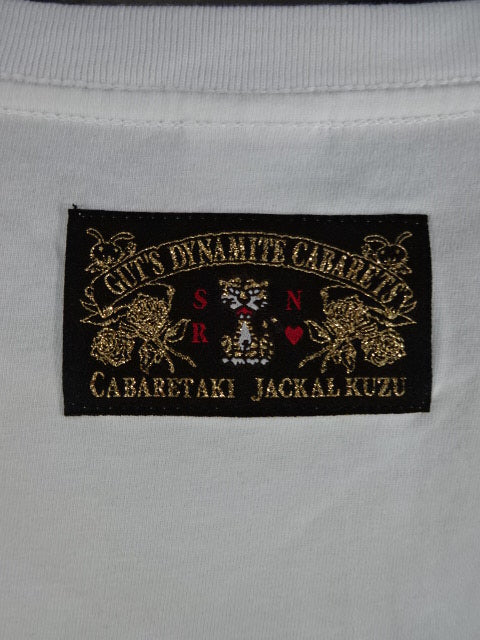 GUT'S DYNAMITE CABARETS
S N
R ♥
CABARETAKI JACKAL KUZU